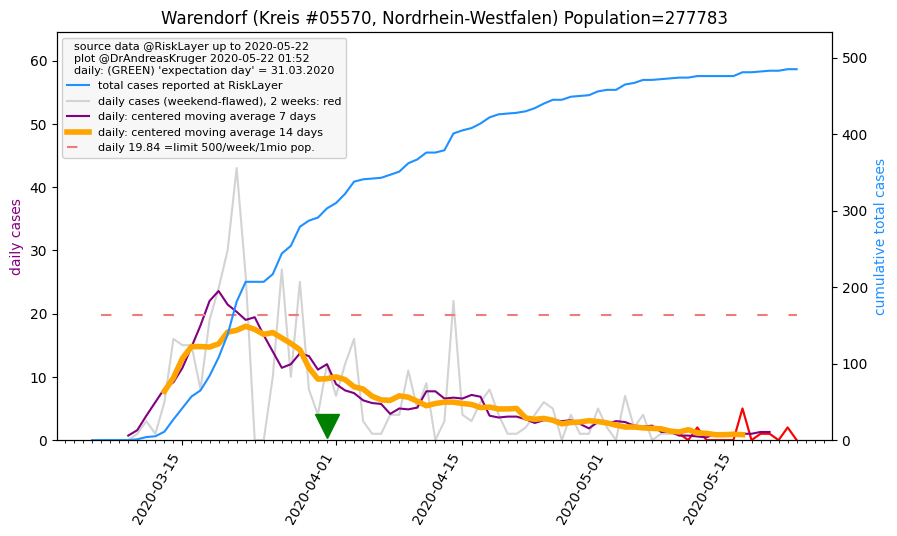 Warendorf (Kreis #05570, Nordrhein-Westfalen) Population=277783
source data @RiskLayer up to 2020-05-22
plot @DrAndreasKruger 2020-05-22 01:52
daily: (GREEN) 'expectation day' = 31.03.2020
total cases reported at RiskLayer
daily cases (weekend-flawed), 2 weeks: red
daily: centered moving average 7 days
daily: centered moving average 14 days
daily 19.84 =limit 500/week/1mio pop.
daily cases
60
50
40
30
20
10
0
cumulative total cases
500
400
300
200
100
0
2020-03-15
2020-04-01
2020-04-15
2020-05-01
2020-05-15